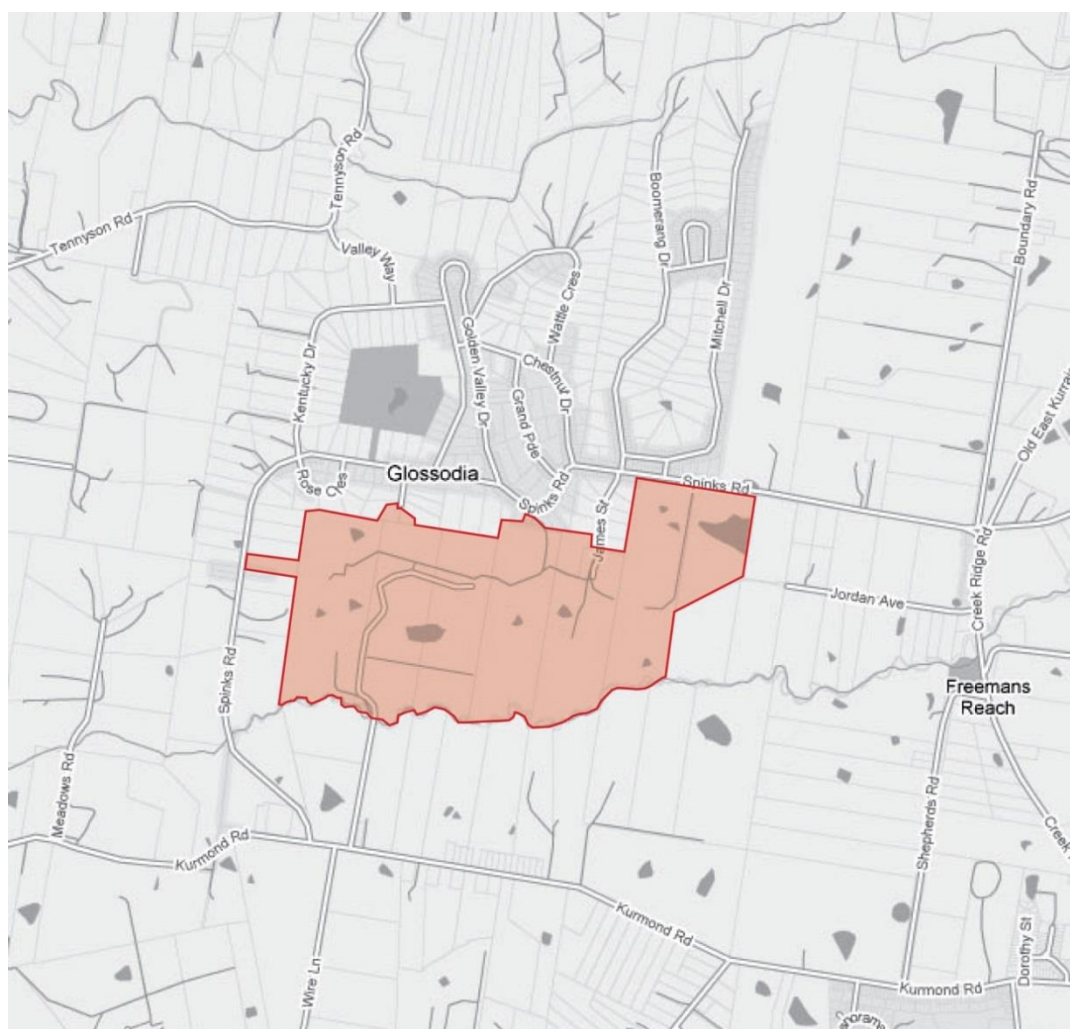 Tennyson Rd
Tennyson Rd
Valley Way
Boomerang Dr
Boundary Rd
Mitchell Dr
Wattle Cres
Golden Valley Dr
Chestnut Dr
Kentucky Dr
Grand Pde
Old East Kurraj
Glossodia
Rose Cres
Spinks Rd
Spinks Rd
James St
Creek Ridge Rd
Jordan Ave
Spinks Rd
Freemans
Reach
Meadows Rd
Shepherds Rd
Creek
Kurmond Rd
Kurmond Rd
Dorothy St
Wire Ln
Kurmond Rd